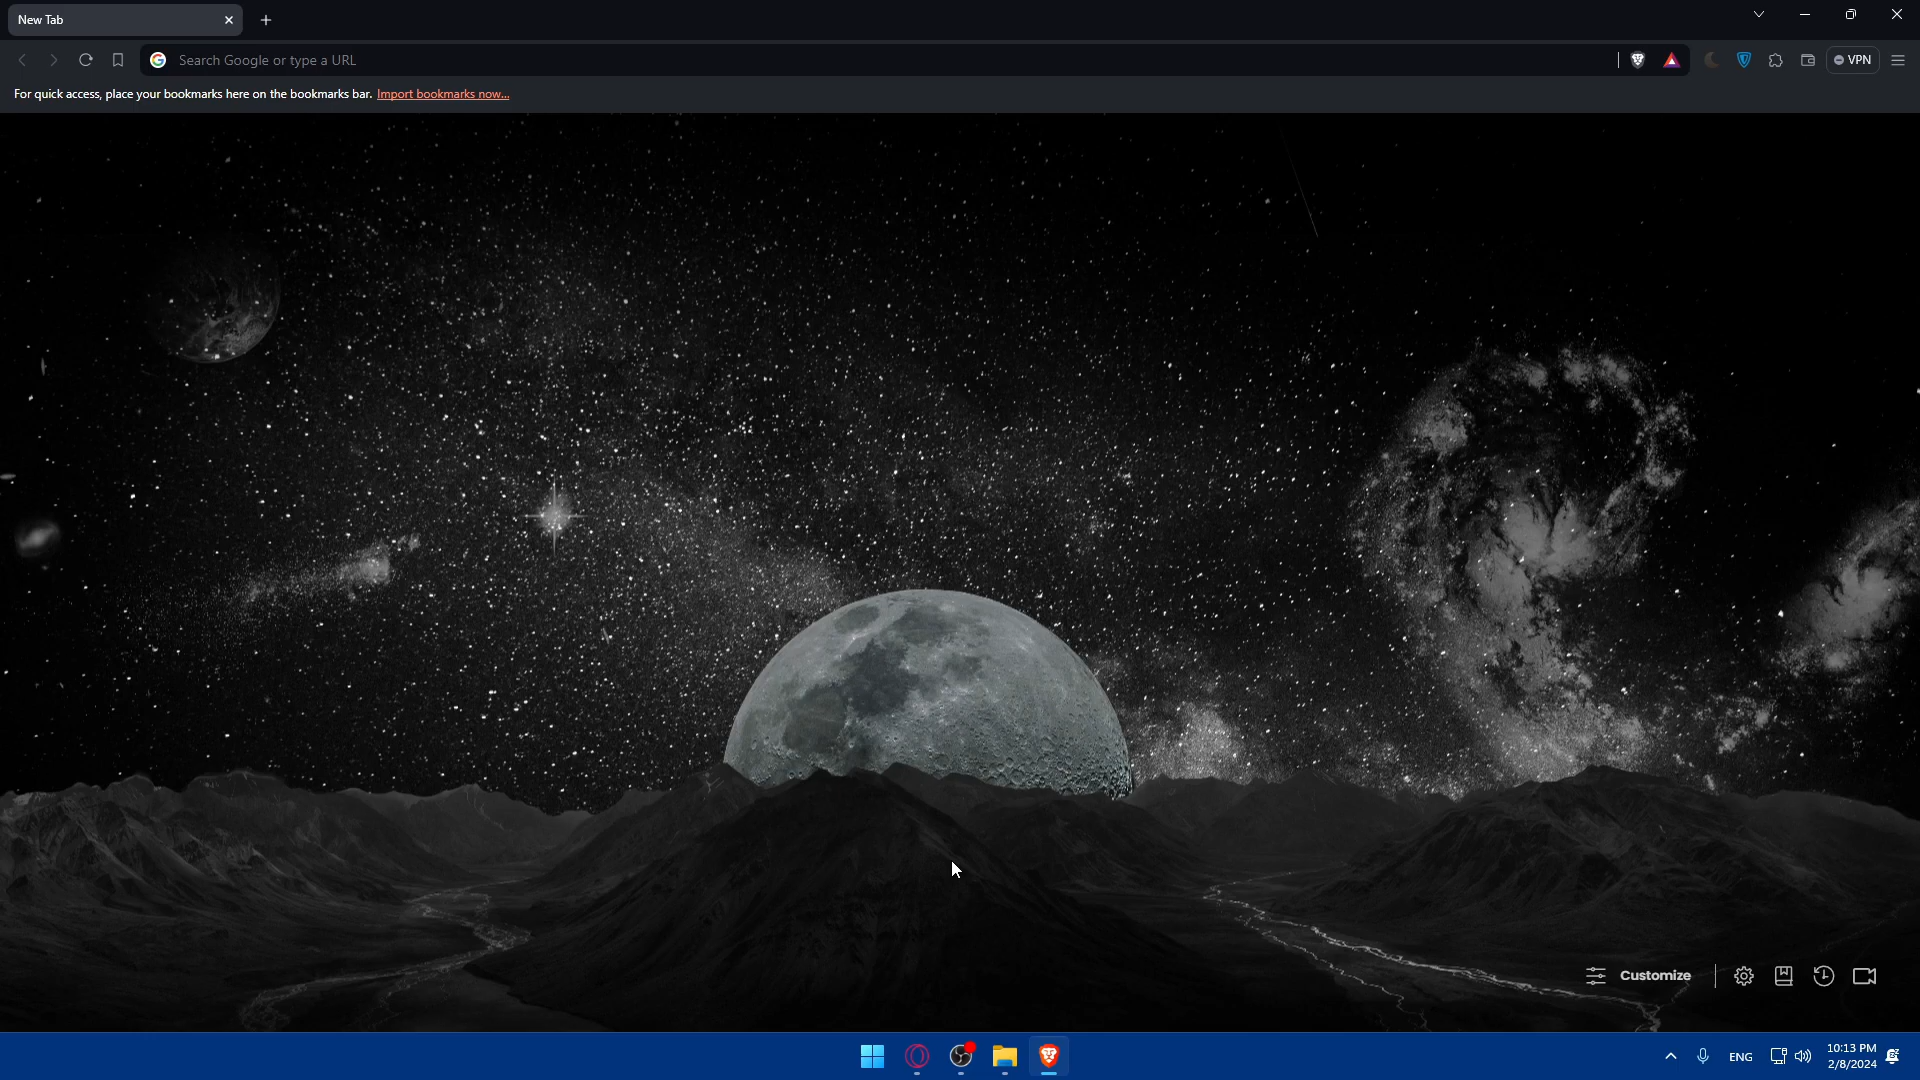 New Tab
Search Google or type a URL
VPN
For quick access, place your bookmarks here on the bookmarks bar. Import bookmarks now...
Customize
ENG
10:13 PM
2/8/2024